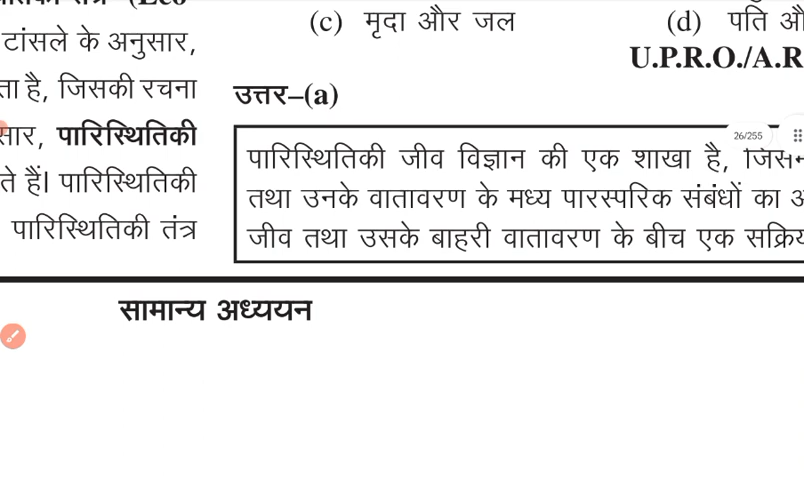 टांसले के अनुसार,
ता है, जिसकी रचना
पारिस्थितिकी
ते हैं। पारिस्थितिकी
पारिस्थितिकी तंत्र
(c) मृदा और जल
(d) पति
U.P.R.O./A.R
उत्तर–(a)
26/255
पारिस्थितिकी जीव विज्ञान की एक शाखा है,
तथा उनके वातावरण के मध्य पारस्परिक संबंधों का
जीव तथा उसके बाहरी वातावरण के बीच एक
सामान्य अध्ययन